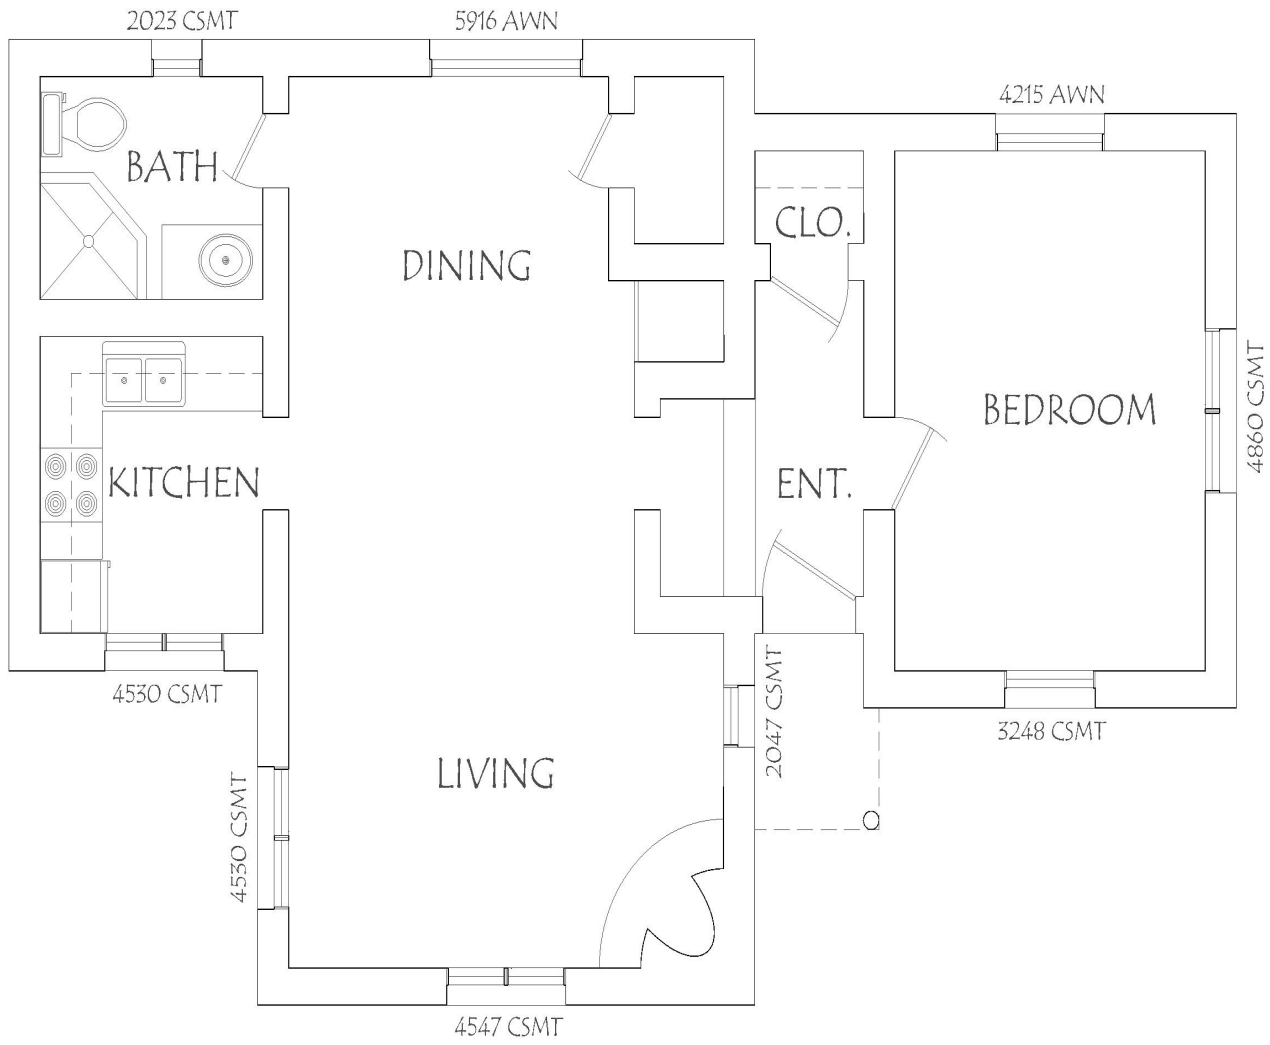 2023 CSMT
5916 AWN
4215 AWN
BATH
CLO.
DINING
BEDROOM
4860 CSMT
KITCHEN
ENT.
4530 CSMT
2047 CSMT
3248 CSMT
LIVING
4530 CSMT
4547 CSMT